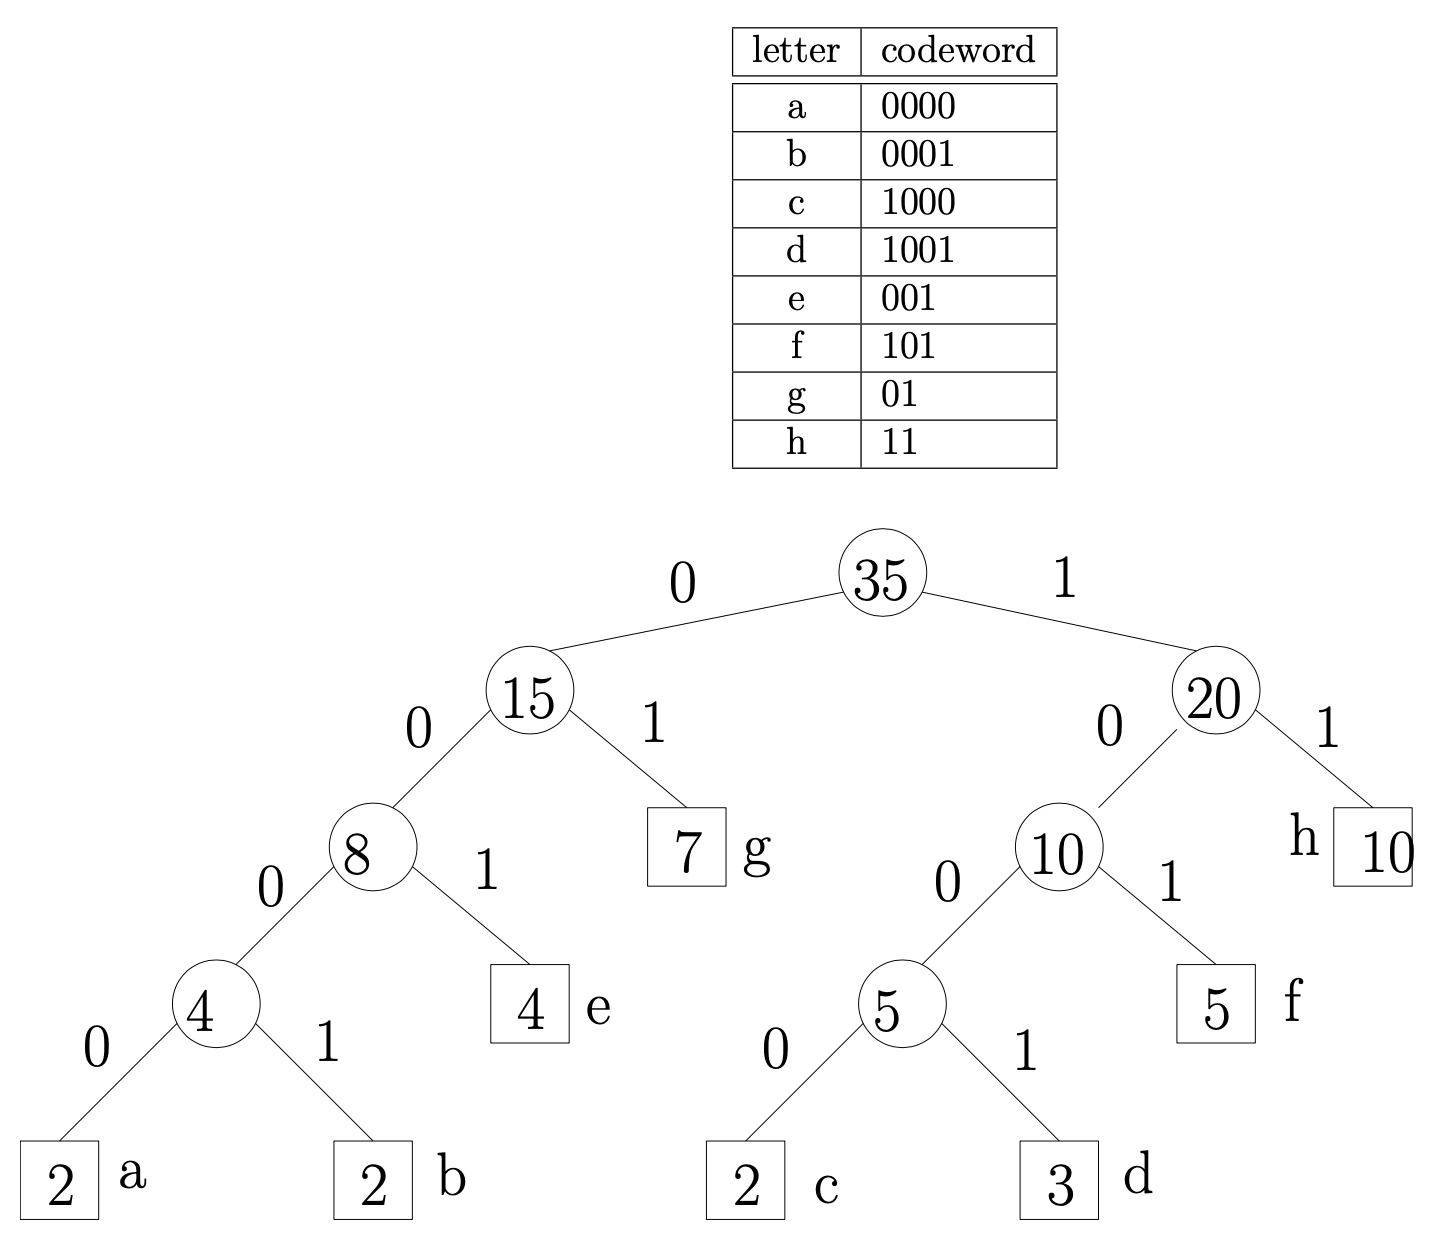 letter codeword
a 0000
b 0001
c 1000
d 1001
e 001
f 101
g 01
h 11
0 35 1
15 20
0 1 0 1
8 7 g 10 h 10
0 1 0 1
4 4 e 5 5 f
0 1 0 1
2 a 2 b 2 c 3 d